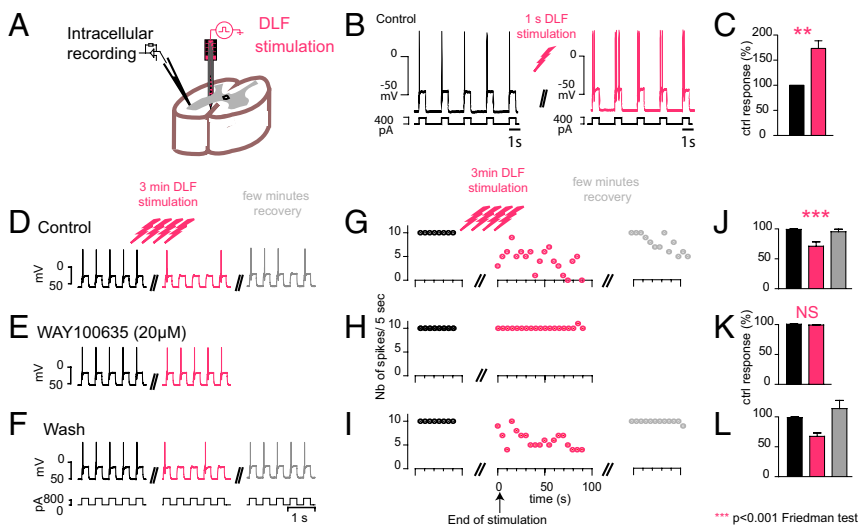 A
Intracellular
recording
DLF
stimulation
B
Control
1 s DLF
stimulation
0
-50
mV
400
pA
1s
0
-50
mV
400
pA
1s
C
**
ctrl response (%)
200
150
100
50
0
3 min DLF
stimulation
few minutes
recovery
D
Control
mV
0
50
E
WAY100635 (20µM)
mV
0
50
F
Wash
mV
0
50
pA
800
0
1 s
3min DLF
stimulation
few minutes
recovery
G
10
5
0
H
Nb of spikes/ 5 sec
10
5
0
I
10
5
0
0
50
100
time (s)
End of stimulation
J
***
100
50
0
K
NS
ctrl response (%)
100
50
0
L
100
50
0
*** p<0.001 Friedman test